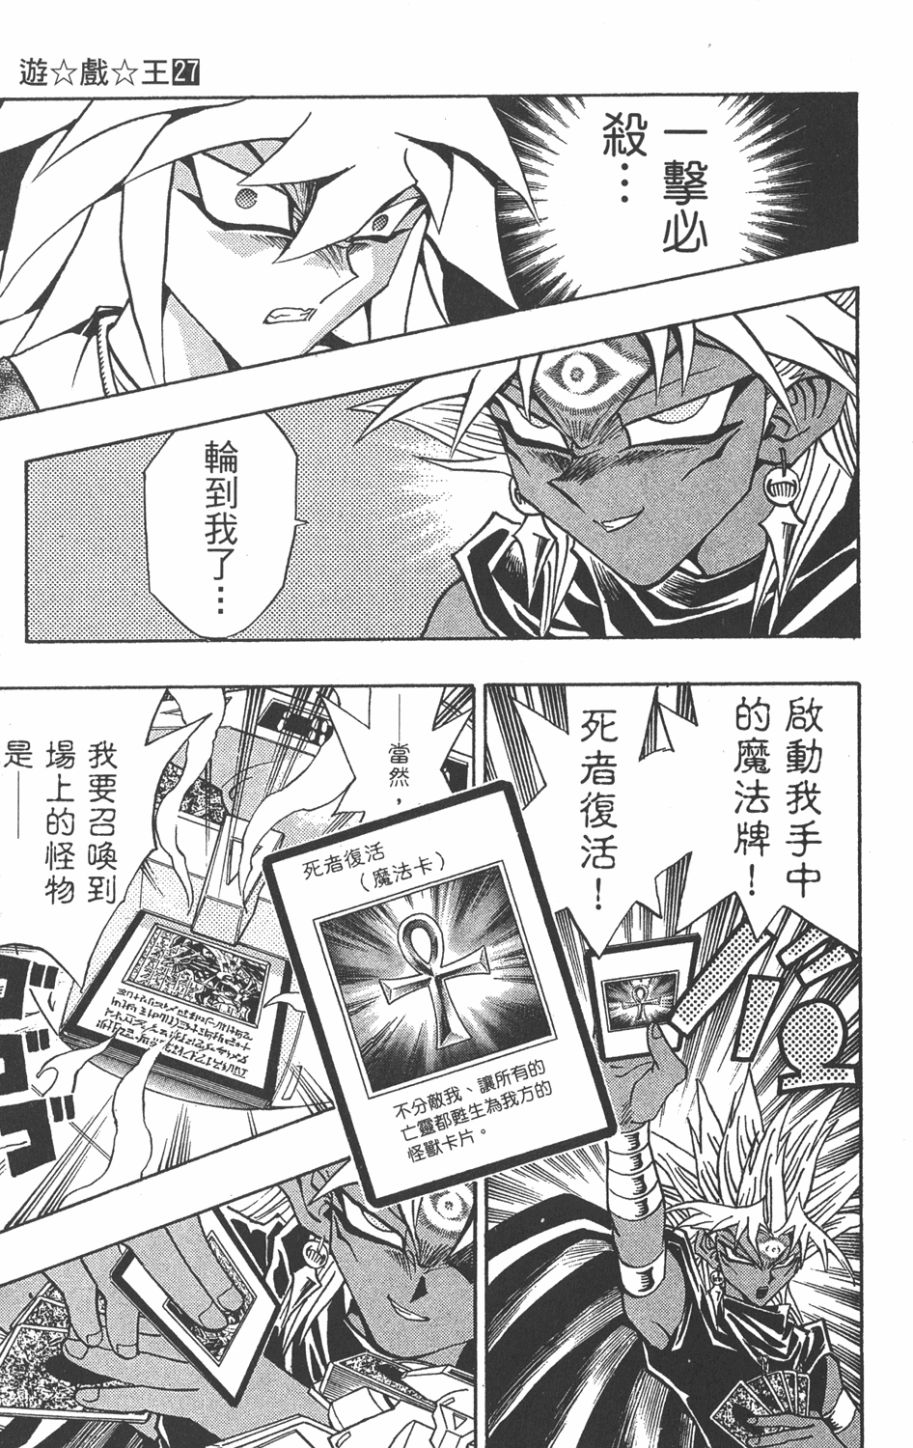 遊☆戲☆王27
一擊必
殺…
輪到我了…
啟動我手中
的魔法牌！
死者復活！
──當然，
死者復活
（魔法卡）
不分敵我、讓所有的
亡靈都甦生為我方的
怪獸卡片。
我要召喚到
場上的怪物
是──
ゴゴゴ